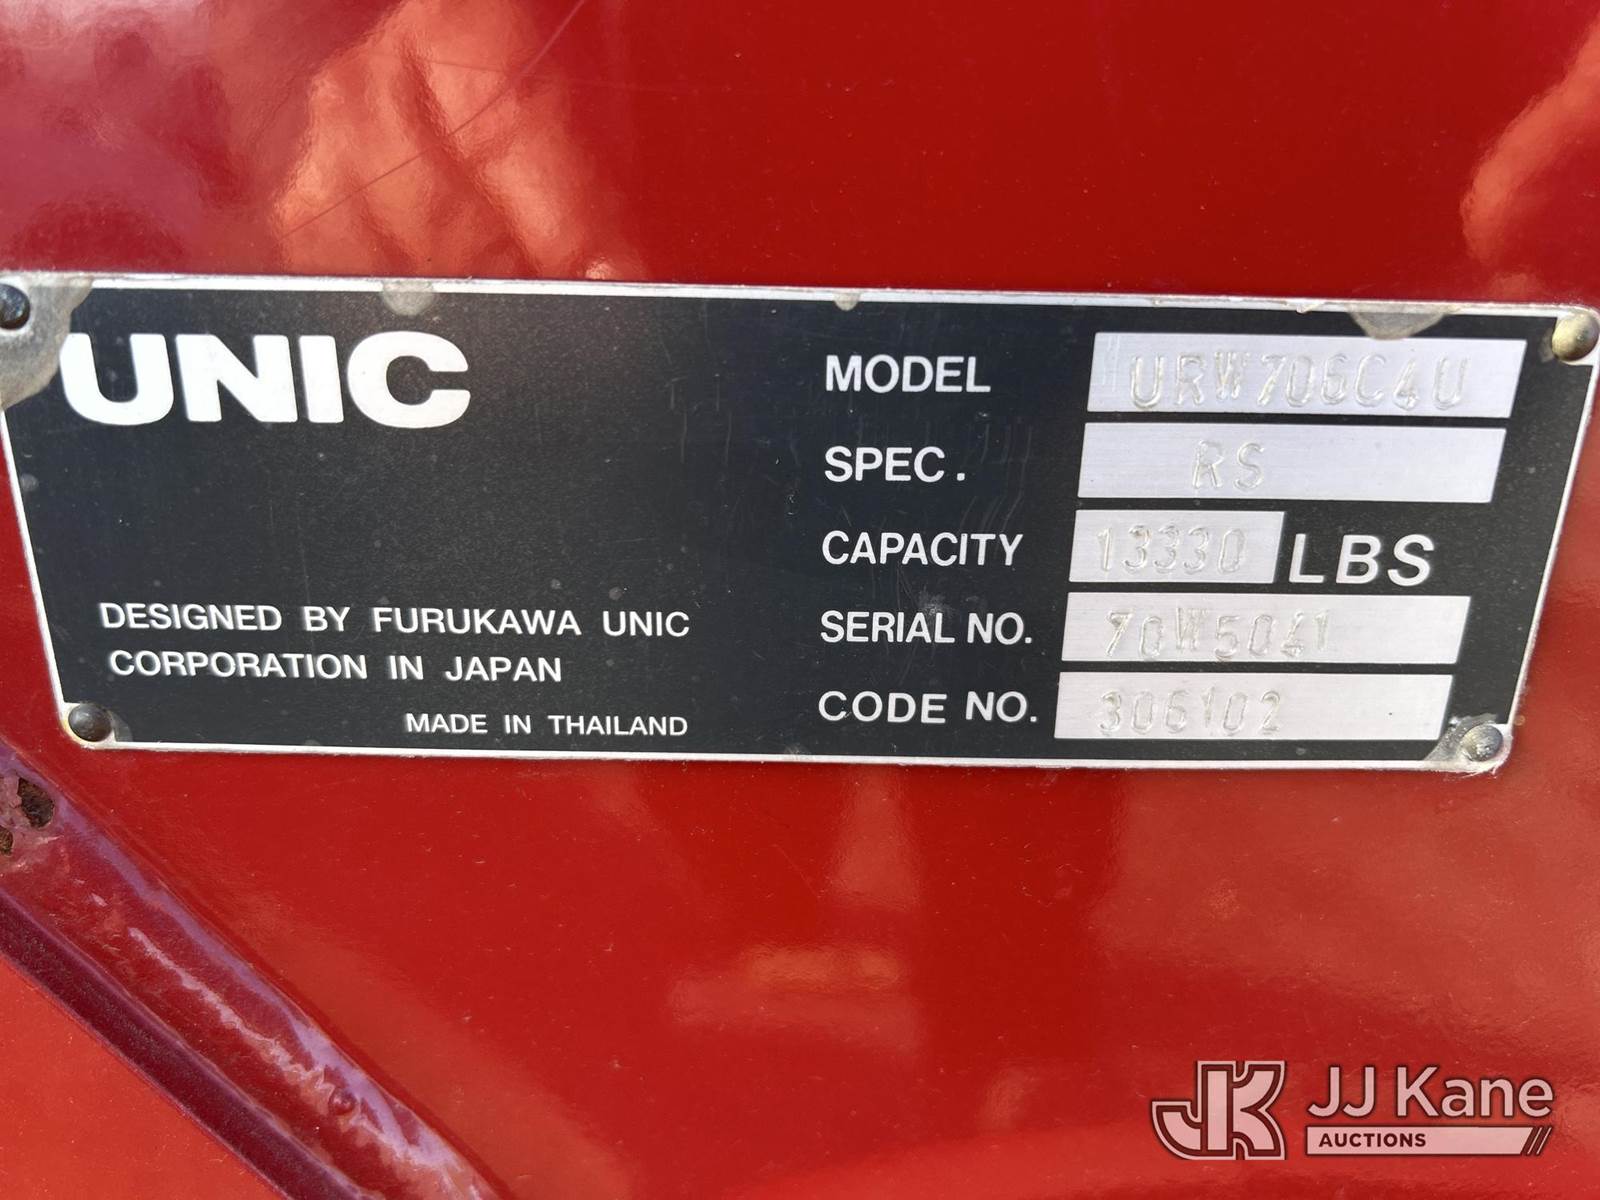 UNIC
MODEL URW706C4U
SPEC. RS
CAPACITY 13330 LBS
SERIAL NO. 70W5041
CODE NO. 306102
DESIGNED BY FURUKAWA UNIC
CORPORATION IN JAPAN
MADE IN THAILAND
JK JJ Kane
AUCTIONS